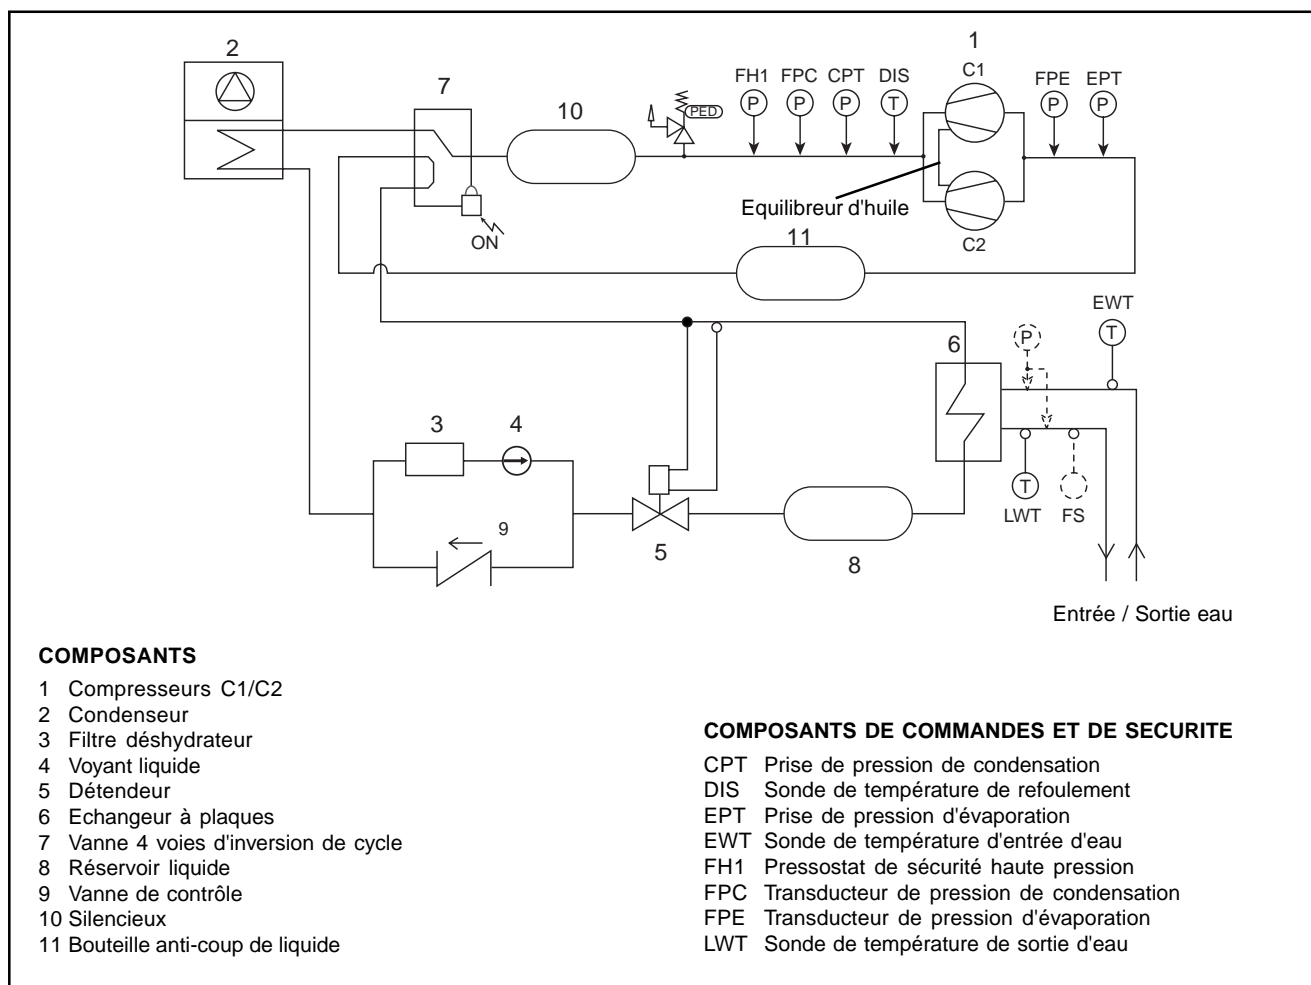 1
2
7
10
FH1 FPC CPT DIS
C1
FPE EPT
P P P T P P
PED
Equilibreur d'huile
ON
11
C2
EWT
T
P
6
3 4
9
5
8
T
LWT FS
Entrée / Sortie eau
COMPOSANTS
1 Compresseurs C1/C2
2 Condenseur
3 Filtre déshydrateur
4 Voyant liquide
5 Détendeur
6 Echangeur à plaques
7 Vanne 4 voies d'inversion de cycle
8 Réservoir liquide
9 Vanne de contrôle
10 Silencieux
11 Bouteille anti-coup de liquide
COMPOSANTS DE COMMANDES ET DE SECURITE
CPT Prise de pression de condensation
DIS Sonde de température de refoulement
EPT Prise de pression d'évaporation
EWT Sonde de température d'entrée d'eau
FH1 Pressostat de sécurité haute pression
FPC Transducteur de pression de condensation
FPE Transducteur de pression d'évaporation
LWT Sonde de température de sortie d'eau